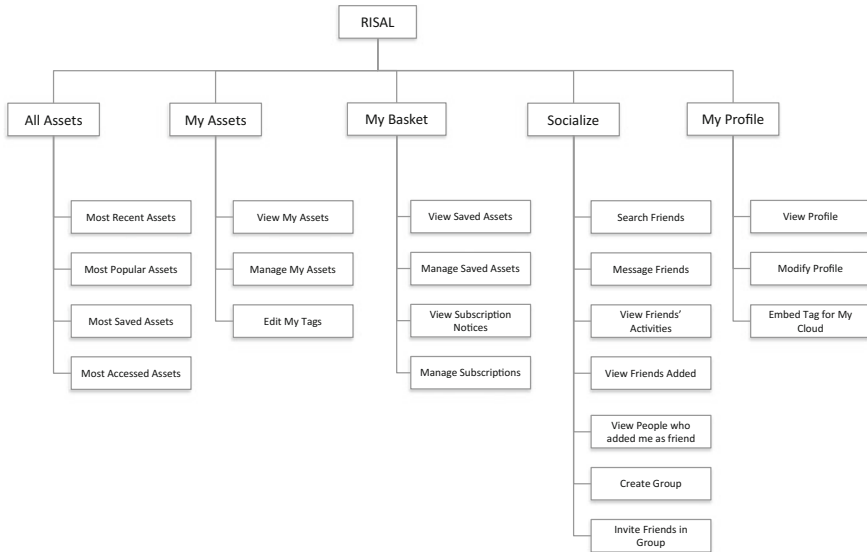 RISAL
All Assets
My Assets
My Basket
Socialize
My Profile
Most Recent Assets
Most Popular Assets
Most Saved Assets
Most Accessed Assets
View My Assets
Manage My Assets
Edit My Tags
View Saved Assets
Manage Saved Assets
View Subscription
Notices
Manage Subscriptions
Search Friends
Message Friends
View Friends’
Activities
View Friends Added
View People who
added me as friend
Create Group
Invite Friends in
Group
View Profile
Modify Profile
Embed Tag for My
Cloud